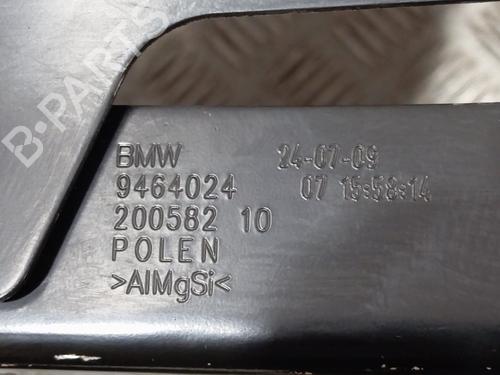 B-PARTS
BMW 24-07-09
9464024 07 15:58:14
200582 10
POLEN
>AlMgSi<